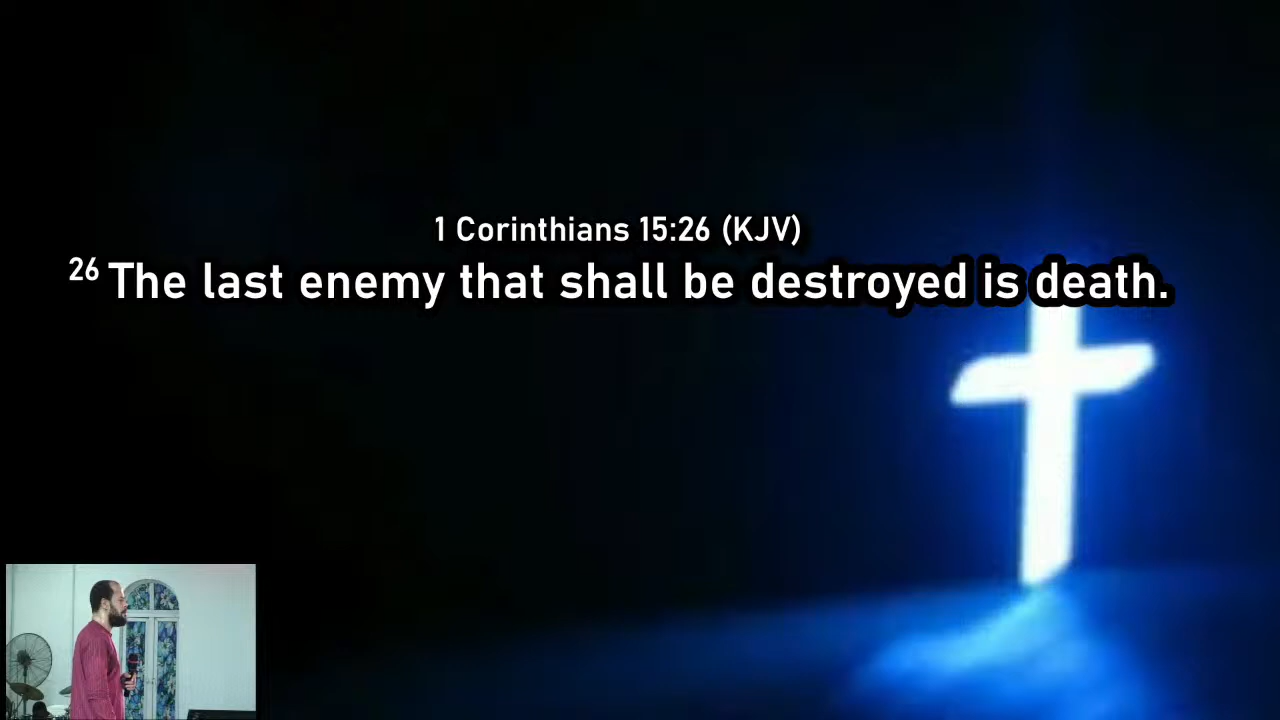 1 Corinthians 15:26 (KJV)
26 The last enemy that shall be destroyed is death.